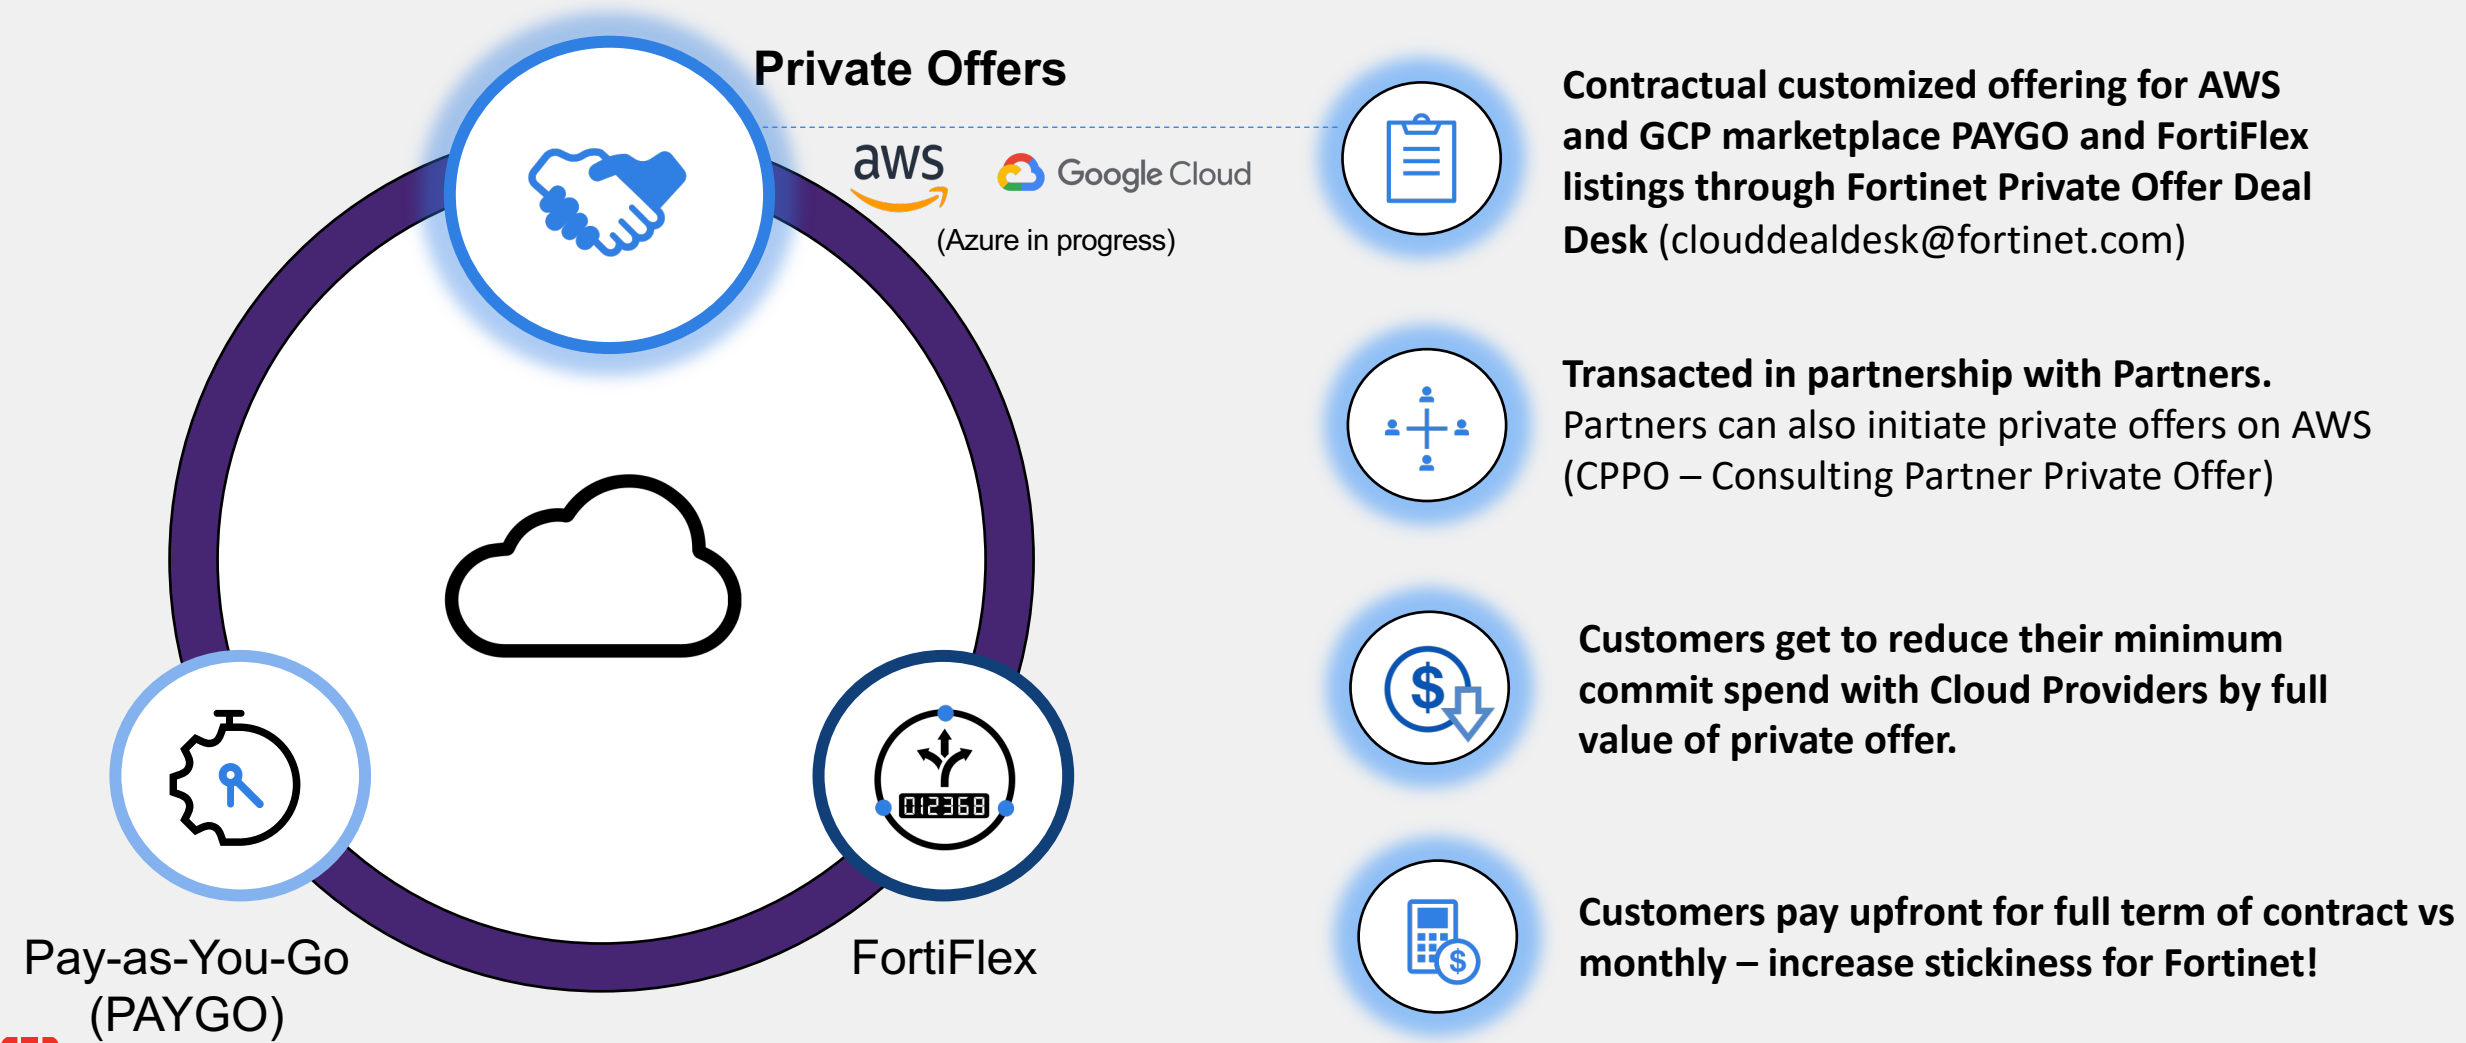 Private Offers
aws
Google Cloud
(Azure in progress)
Pay-as-You-Go
(PAYGO)
FortiFlex
Contractual customized offering for AWS
and GCP marketplace PAYGO and FortiFlex
listings through Fortinet Private Offer Deal
Desk (clouddealdesk@fortinet.com)
Transacted in partnership with Partners.
Partners can also initiate private offers on AWS
(CPPO – Consulting Partner Private Offer)
$
Customers get to reduce their minimum
commit spend with Cloud Providers by full
value of private offer.
$
Customers pay upfront for full term of contract vs
monthly – increase stickiness for Fortinet!